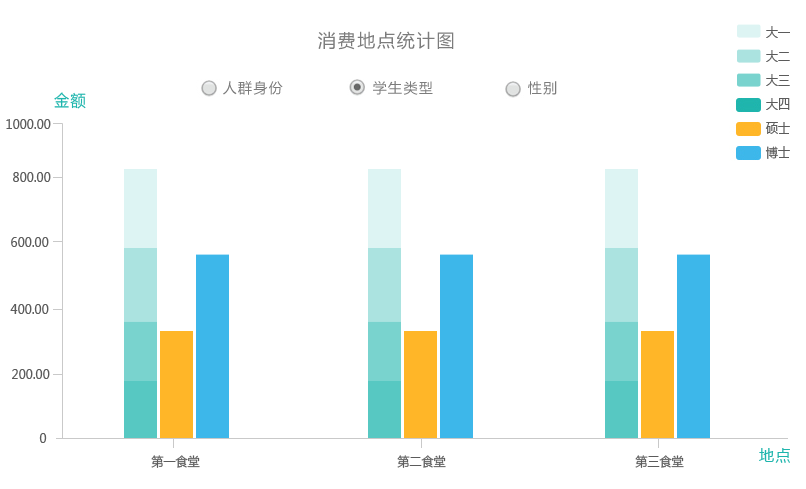 消费地点统计图
人群身份
学生类型
性别
大一
大二
大三
大四
硕士
博士
金额
1000.00
800.00
600.00
400.00
200.00
0
第一食堂
第二食堂
第三食堂
地点